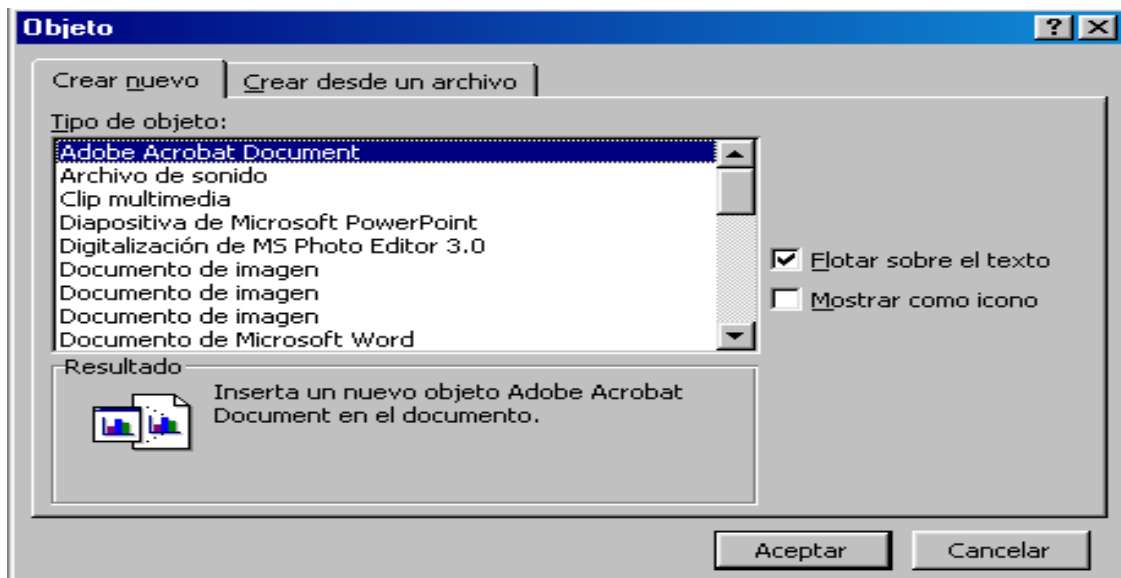 Objeto
Crear nuevo
Crear desde un archivo
Tipo de objeto:
Adobe Acrobat Document
Archivo de sonido
Clip multimedia
Diapositiva de Microsoft PowerPoint
Digitalización de MS Photo Editor 3.0
Documento de imagen
Documento de imagen
Documento de imagen
Documento de Microsoft Word
Flotar sobre el texto
Mostrar como icono
Resultado
Inserta un nuevo objeto Adobe Acrobat
Document en el documento.
Aceptar
Cancelar